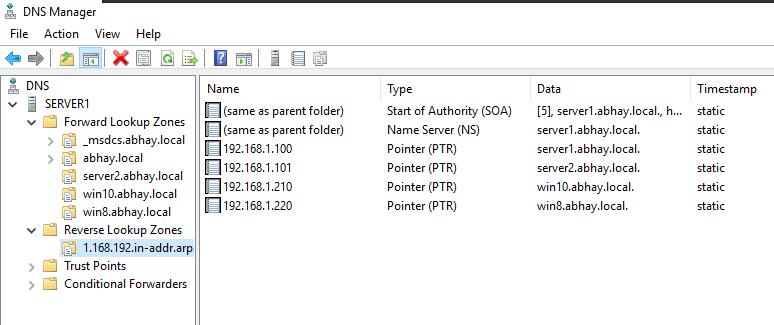 DNS Manager
File Action View Help
DNS
SERVER1
Forward Lookup Zones
_msdcs.abhay.local
abhay.local
server2.abhay.local
win10.abhay.local
win8.abhay.local
Reverse Lookup Zones
1.168.192.in-addr.arp
Trust Points
Conditional Forwarders
Name Type Data Timestamp
(same as parent folder) Start of Authority (SOA) [5], server1.abhay.local., h... static
(same as parent folder) Name Server (NS) server1.abhay.local. static
192.168.1.100 Pointer (PTR) server1.abhay.local. static
192.168.1.101 Pointer (PTR) server2.abhay.local. static
192.168.1.210 Pointer (PTR) win10.abhay.local. static
192.168.1.220 Pointer (PTR) win8.abhay.local. static